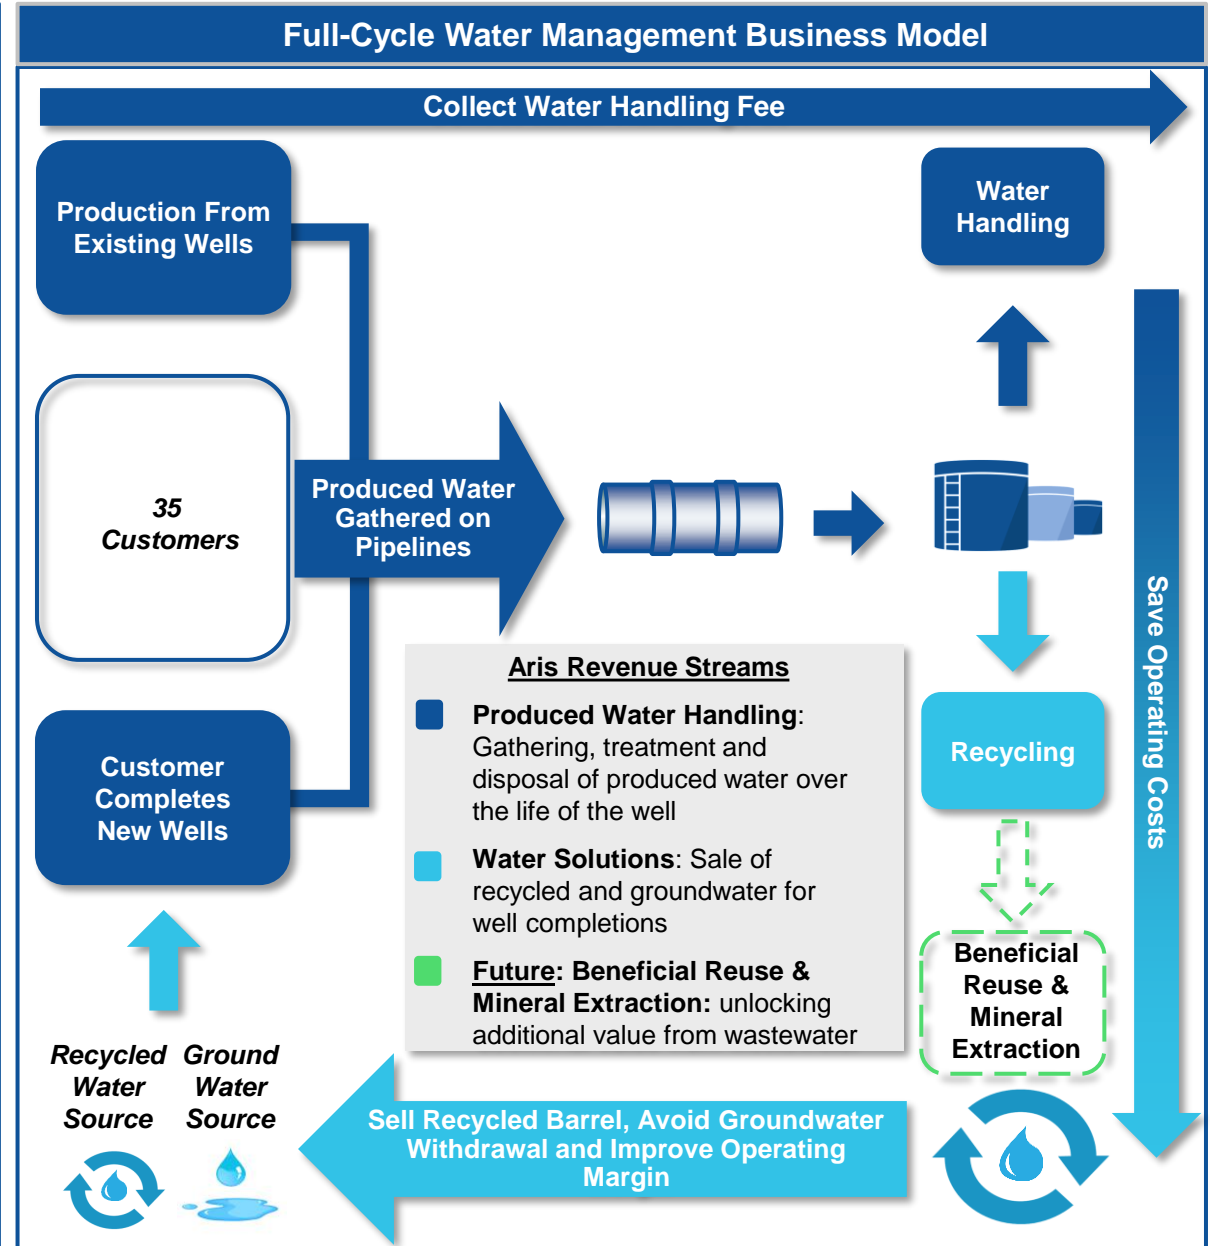 Full-Cycle Water Management Business Model
Collect Water Handling Fee
Production From
Existing Wells
Water
Handling
35
Customers
Produced Water
Gathered on
Pipelines
Save Operating Costs
Aris Revenue Streams
Produced Water Handling:
Gathering, treatment and
disposal of produced water over
the life of the well
Water Solutions: Sale of
recycled and groundwater for
well completions
Future: Beneficial Reuse &
Mineral Extraction: unlocking
additional value from wastewater
Recycling
Customer
Completes
New Wells
Beneficial
Reuse &
Mineral
Extraction
Recycled
Water
Source
Ground
Water
Source
Sell Recycled Barrel, Avoid Groundwater
Withdrawal and Improve Operating
Margin